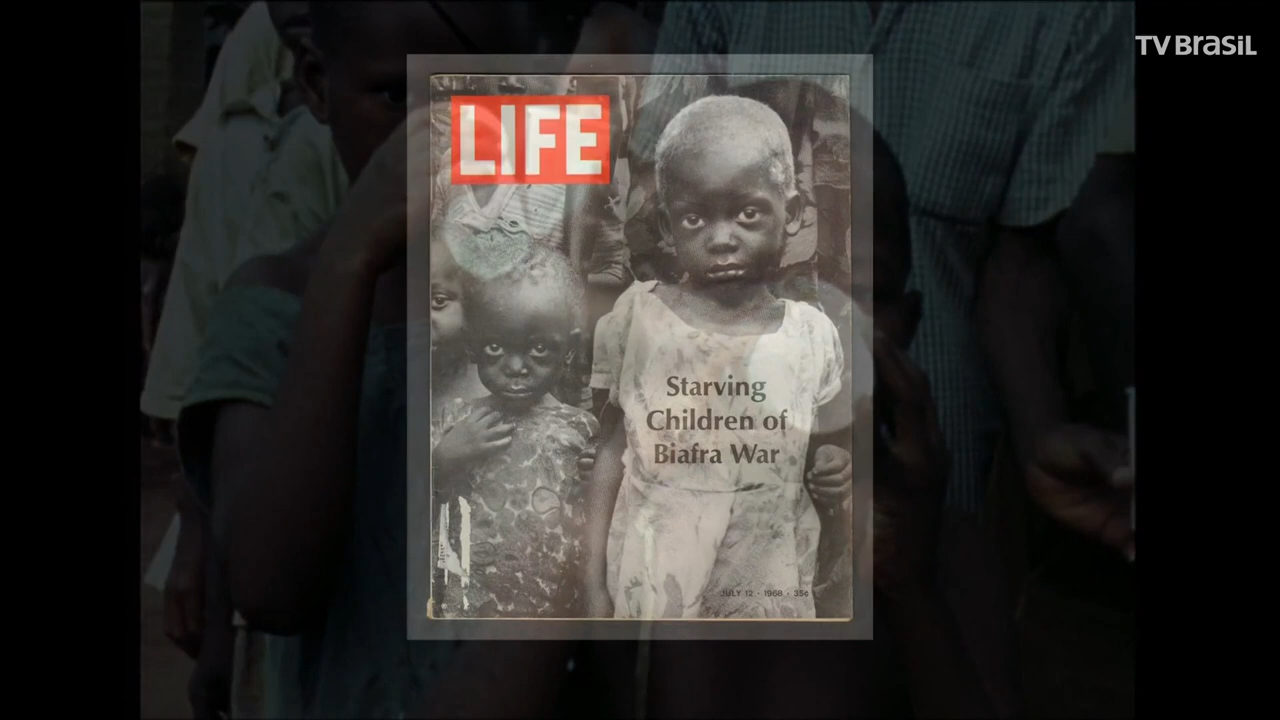 TV BRASIL
LIFE
Starving
Children of
Biafra War
JULY 12 · 1968 · 35¢